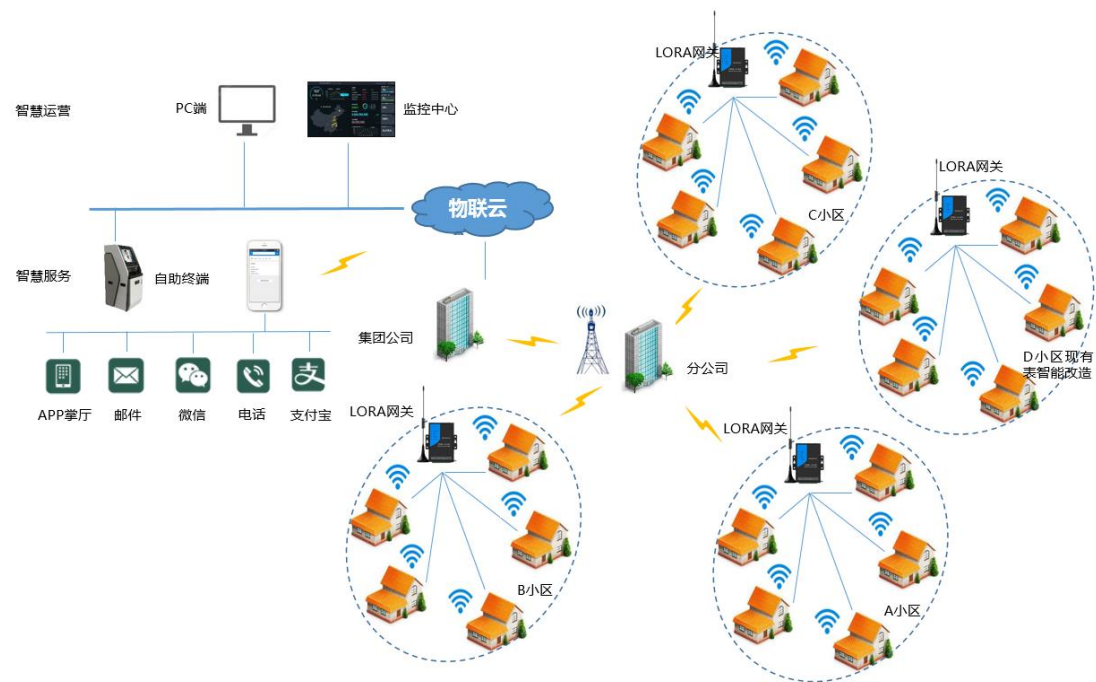 LORA网关
智慧运营
PC端
监控中心
物联云
C小区
LORA网关
智慧服务
自助终端
集团公司
分公司
D小区现有
表智能改造
APP掌厅
邮件
微信
电话
支付宝
LORA网关
LORA网关
B小区
A小区